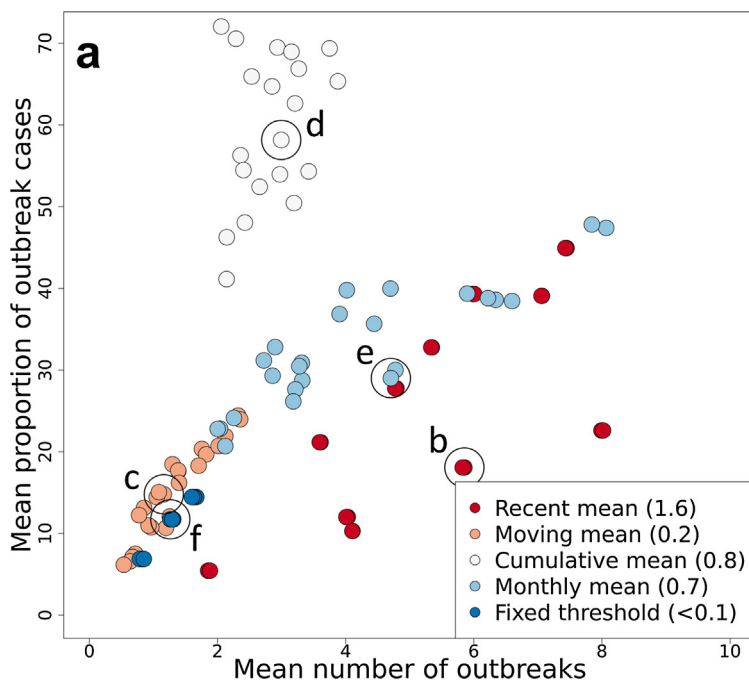 a
70
60
50
40
30
20
10
0
Mean proportion of outbreak cases
d
e
b
c
f
Recent mean (1.6)
Moving mean (0.2)
Cumulative mean (0.8)
Monthly mean (0.7)
Fixed threshold (<0.1)
0 2 4 6 8 10
Mean number of outbreaks